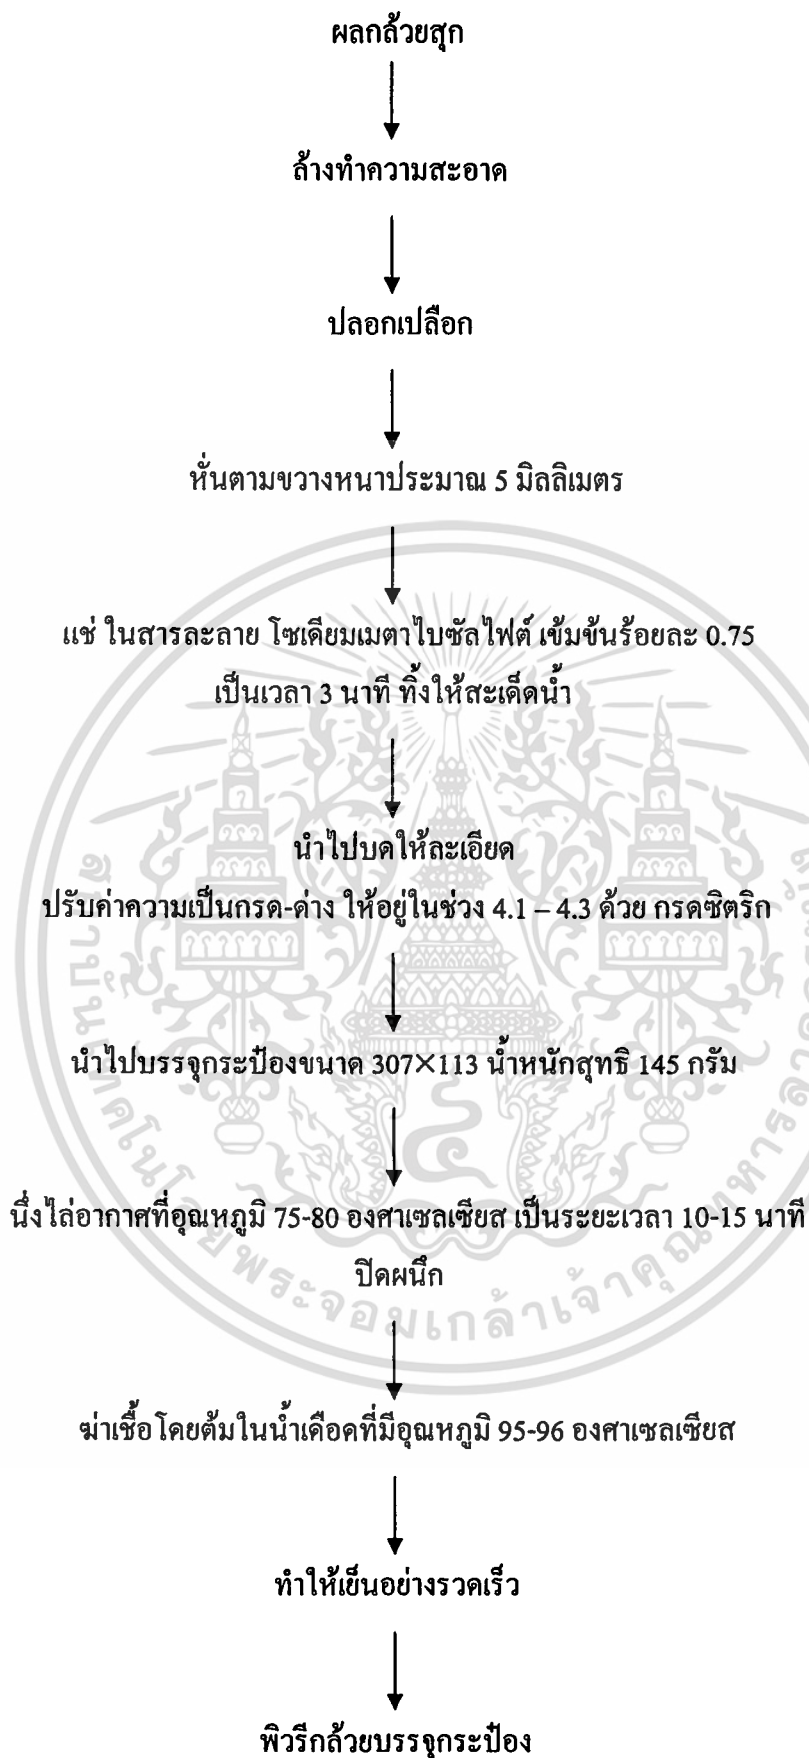 ผลกล้วยสุก
ล้างทำความสะอาด
ปลอกเปลือก
หั่นตามขวางหนาประมาณ 5 มิลลิเมตร
แช่ ในสารละลาย โซเดียมเมตาไบซัลไฟต์ เข้มข้นร้อยละ 0.75
เป็นเวลา 3 นาที ทิ้งให้สะเด็ดน้ำ
นำไปบดให้ละเอียด
ปรับค่าความเป็นกรด-ด่าง ให้อยู่ในช่วง 4.1 – 4.3 ด้วย กรดซิตริก
นำไปบรรจุกระป๋องขนาด 307×113 น้ำหนักสุทธิ 145 กรัม
นึ่งไล่อากาศที่อุณหภูมิ 75-80 องศาเซลเซียส เป็นระยะเวลา 10-15 นาที
ปิดผนึก
ฆ่าเชื้อโดยต้มในน้ำเดือดที่มีอุณหภูมิ 95-96 องศาเซลเซียส
ทำให้เย็นอย่างรวดเร็ว
พิวรีกล้วยบรรจุกระป๋อง